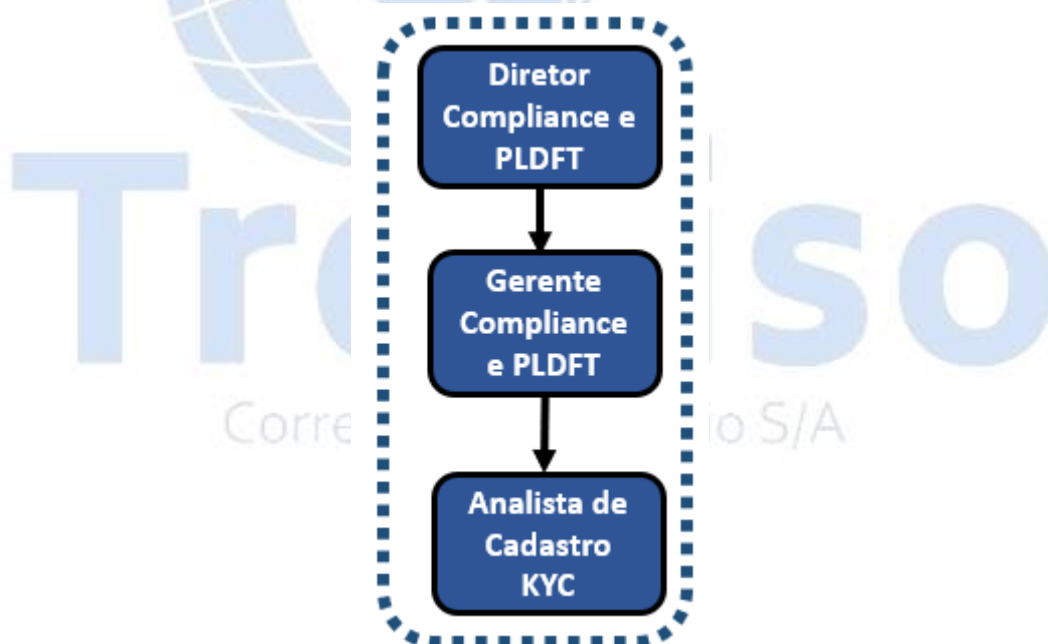 Diretor
Compliance e
PLDFT
Gerente
Compliance
e PLDFT
Analista de
Cadastro
KYC